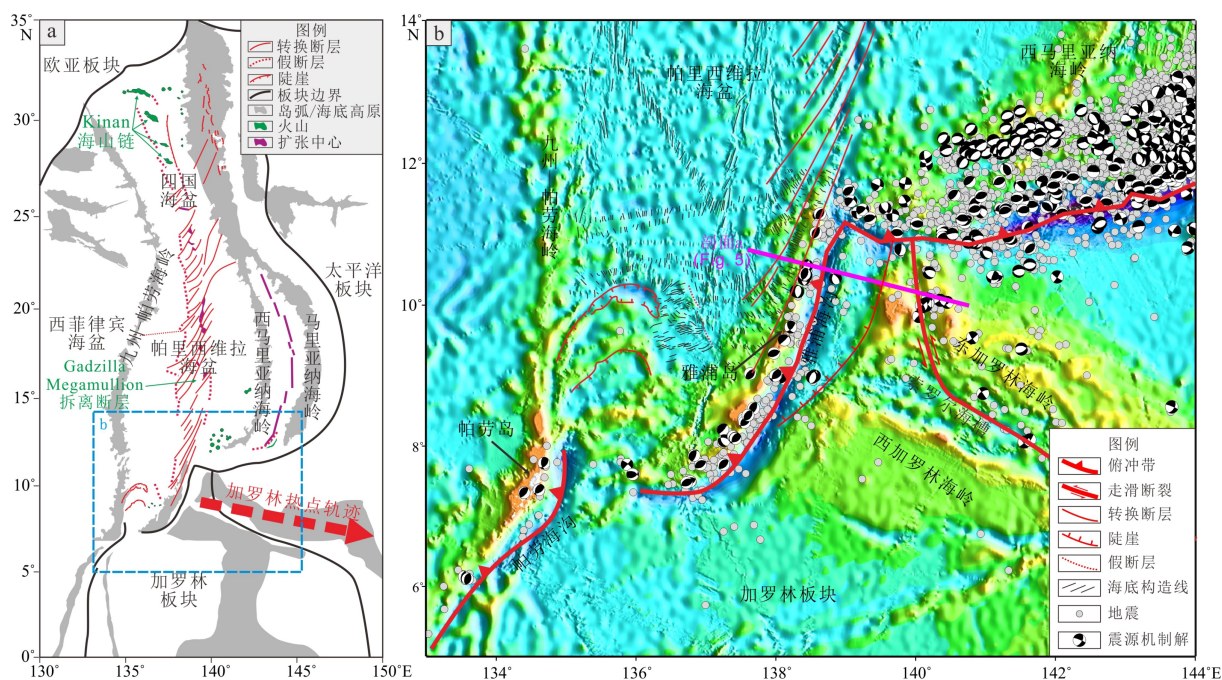 35°
N
30°
25°
20°
15°
10°
5°
0°
130°
135°
140°
145°
150°E
a
图例
转换断层
假断层
陡崖
板块边界
岛弧/海底高原
火山
扩张中心
欧亚板块
Kinan
海山链
四国
海盆
太平洋
板块
九州-帕劳海岭
西菲律宾
海盆
帕里西维拉
海盆
西马里亚纳海岭
马里亚纳海岭
Gadzilla
Megamullion
拆离断层
b
加罗林热点轨迹
加罗林
板块
14°
N
12°
10°
8°
6°
134°
136°
138°
140°
142°
144°E
b
帕里西维拉
海盆
西马里亚纳
海岭
九州
帕劳海岭
(Fig. 5)
雅浦岛
帕劳岛
帕劳海沟
东加罗林海岭
西加罗林海岭
加罗林板块
图例
俯冲带
走滑断裂
转换断层
陡崖
假断层
海底构造线
地震
震源机制解